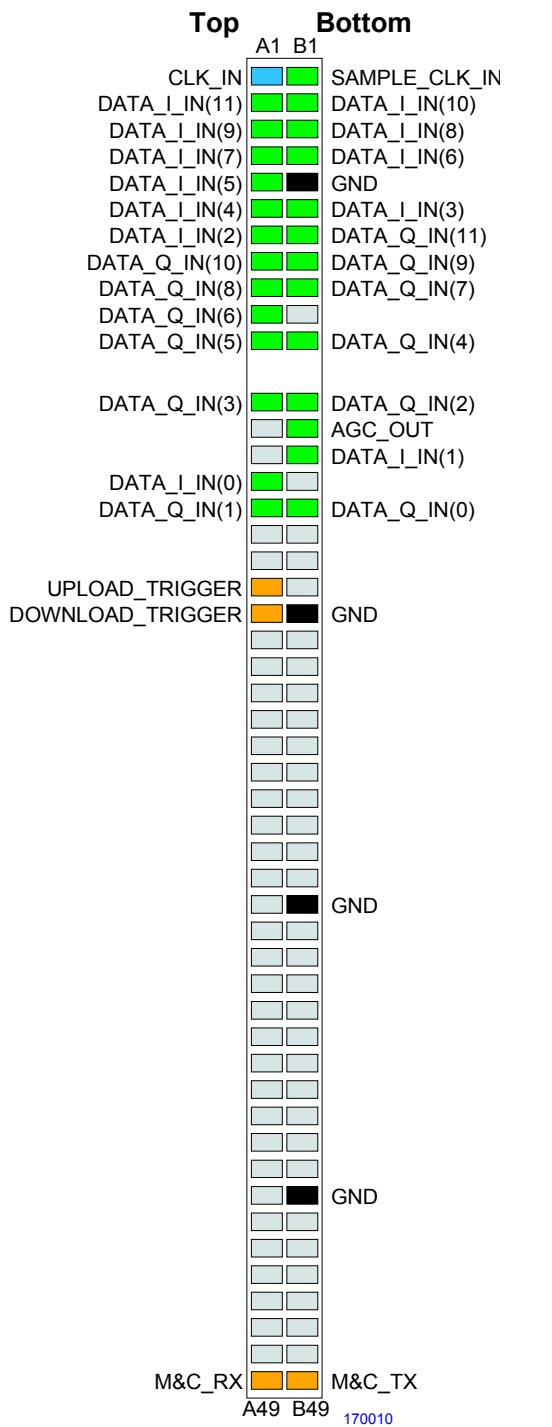 Top Bottom
A1 B1
CLK_IN SAMPLE_CLK_IN
DATA_I_IN(11) DATA_I_IN(10)
DATA_I_IN(9) DATA_I_IN(8)
DATA_I_IN(7) DATA_I_IN(6)
DATA_I_IN(5) GND
DATA_I_IN(4) DATA_I_IN(3)
DATA_I_IN(2) DATA_Q_IN(11)
DATA_Q_IN(10) DATA_Q_IN(9)
DATA_Q_IN(8) DATA_Q_IN(7)
DATA_Q_IN(6)
DATA_Q_IN(5) DATA_Q_IN(4)
DATA_Q_IN(3) DATA_Q_IN(2)
AGC_OUT
DATA_I_IN(1)
DATA_I_IN(0)
DATA_Q_IN(1) DATA_Q_IN(0)
UPLOAD_TRIGGER
DOWNLOAD_TRIGGER GND
GND
GND
M&C_RX M&C_TX
A49 B49
170010